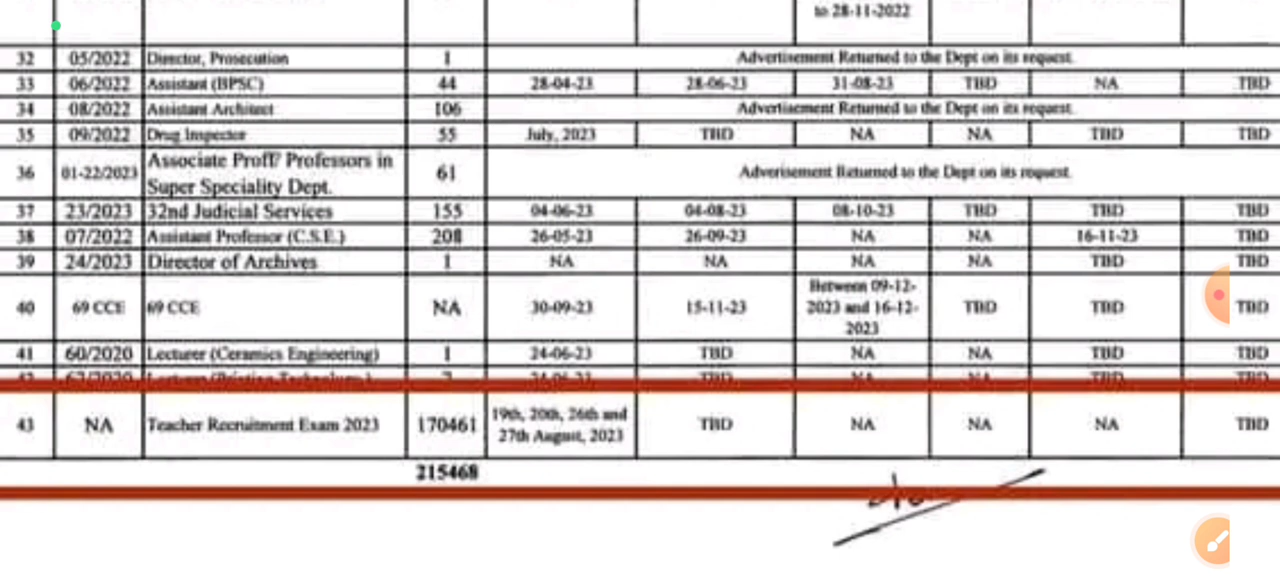 to 28-11-2022
32 05/2022 Director, Prosecution 1 Advertisement Returned to the Dept on its request.
33 06/2022 Assistant (BPSC) 44 28-04-23 28-06-23 31-08-23 TBD NA TBD
34 08/2022 Assistant Architect 106 Advertisement Returned to the Dept on its request.
35 09/2022 Drug Inspector 55 July, 2023 TBD NA NA TBD TBD
36 01-22/2023 Associate Proff/ Professors in
Super Speciality Dept. 61 Adverisement Returned to the Dept on its request.
37 23/2023 32nd Judicial Services 155 04-06-23 04-08-23 08-10-23 TBD TBD TBD
38 07/2022 Assistant Professor (C.S.E.) 208 26-05-23 26-09-23 NA NA 16-11-23 TBD
39 24/2023 Director of Archives 1 NA NA NA NA TBD TBD
40 69 CCE 69 CCE NA 30-09-23 15-11-23 Between 09-12-
2023 and 16-12-
2023 TBD TBD TBD
41 60/2020 Lecturer (Ceramics Engineering) 1 24-06-23 TBD NA NA TBD TBD
43 NA Teacher Recruitment Exam 2023 170461 19th, 20th, 26th and
27th August, 2023 TBD NA NA NA TBD
215468